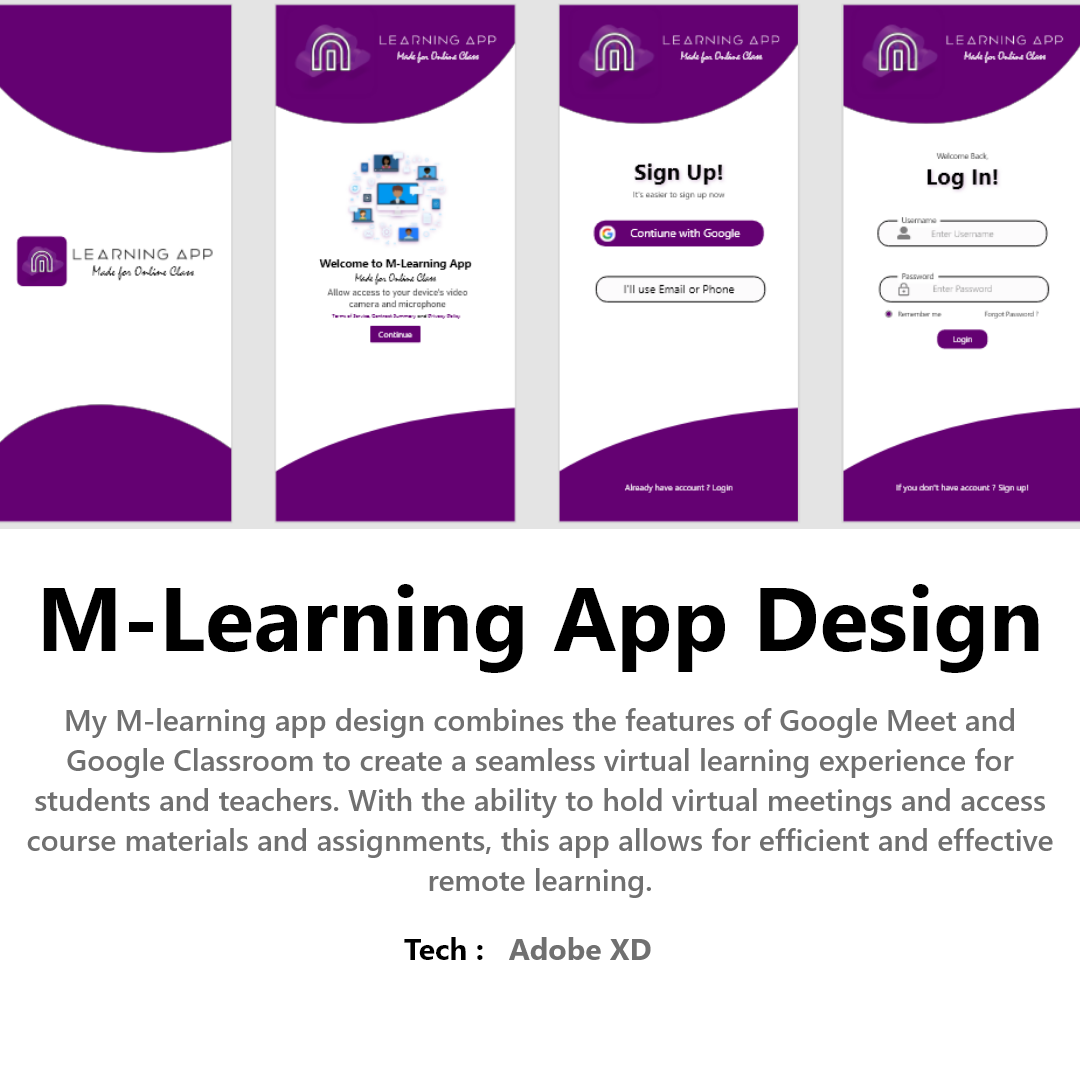 LEARNING APP
Made for Online Class
LEARNING APP
Made for Online Class
Welcome to M-Learning App
Made for Online Class
Allow access to your device's video
camera and microphone
Terms of Service, Contract Summary and Privacy Policy
Continue
LEARNING APP
Made for Online Class
Sign Up!
It's easier to sign up now
Contiune with Google
I'll use Email or Phone
Already have account ? Login
LEARNING APP
Made for Online Class
Welcome Back,
Log In!
Username
Enter Username
Password
Enter Password
Remember me
Forgot Password ?
Login
If you don't have account ? Sign up!
M-Learning App Design
My M-learning app design combines the features of Google Meet and
Google Classroom to create a seamless virtual learning experience for
students and teachers. With the ability to hold virtual meetings and access
course materials and assignments, this app allows for efficient and effective
remote learning.
Tech : Adobe XD